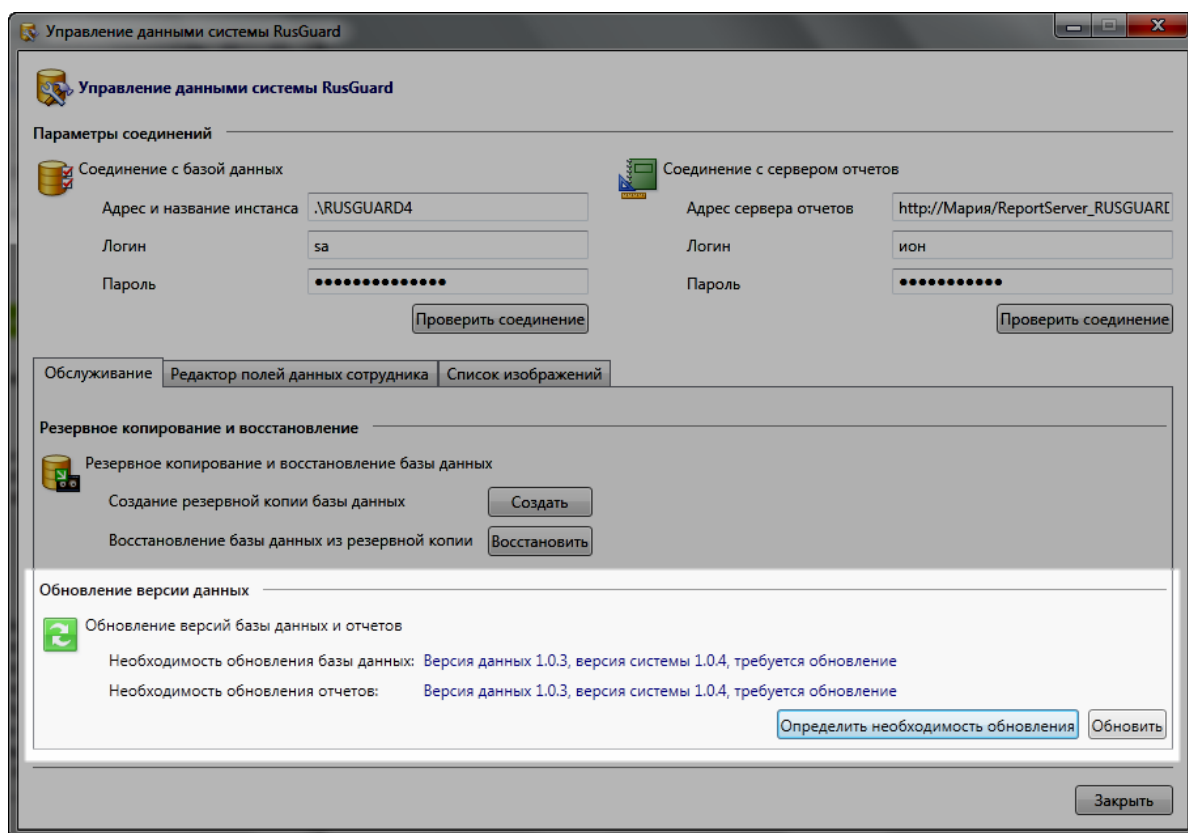 Управление данными системы RusGuard
Управление данными системы RusGuard
Параметры соединений
Соединение с базой данных
Адрес и название инстанса .\RUSGUARD4
Логин sa
Пароль ••••••••••••••
Проверить соединение
Соединение с сервером отчетов
Адрес сервера отчетов http://Мария/ReportServer_RUSGUARD
Логин ион
Пароль •••••••••••
Проверить соединение
Обслуживание Редактор полей данных сотрудника Список изображений
Резервное копирование и восстановление
Резервное копирование и восстановление базы данных
Создание резервной копии базы данных Создать
Восстановление базы данных из резервной копии Восстановить
Обновление версии данных
Обновление версий базы данных и отчетов
Необходимость обновления базы данных: Версия данных 1.0.3, версия системы 1.0.4, требуется обновление
Необходимость обновления отчетов: Версия данных 1.0.3, версия системы 1.0.4, требуется обновление
Определить необходимость обновления Обновить
Закрыть